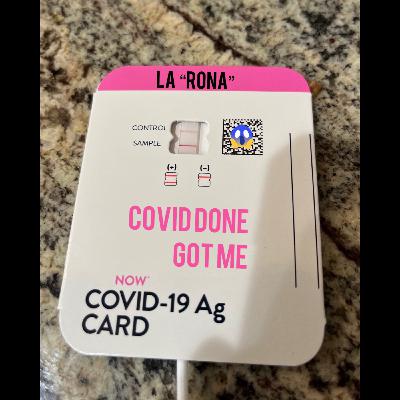 LA “RONA”
CONTROL
SAMPLE
(+) (-)
COVID DONE
GOT ME
NOW
COVID-19 Ag
CARD